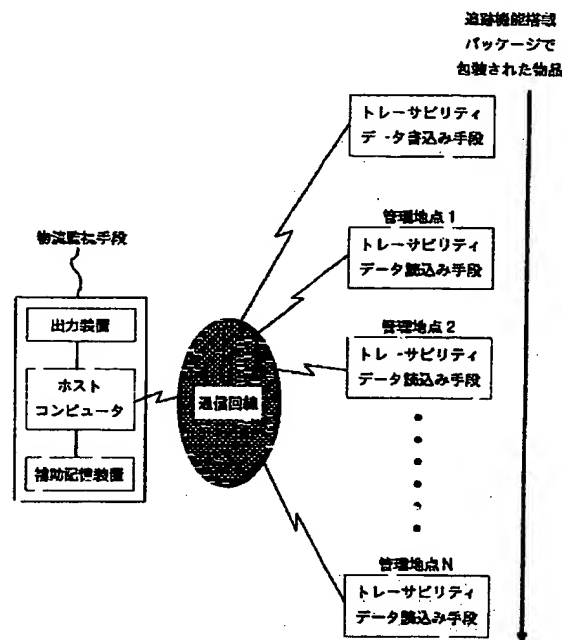 追跡機能搭載
パッケージで
包装された物品
トレーサビリティ
データ書込み手段
管理地点1
トレーサビリティ
データ読込み手段
物流監視手段
出力装置
ホスト
コンピュータ
補助記憶装置
通信回線
管理地点2
トレーサビリティ
データ読込み手段
管理地点N
トレーサビリティ
データ読込み手段